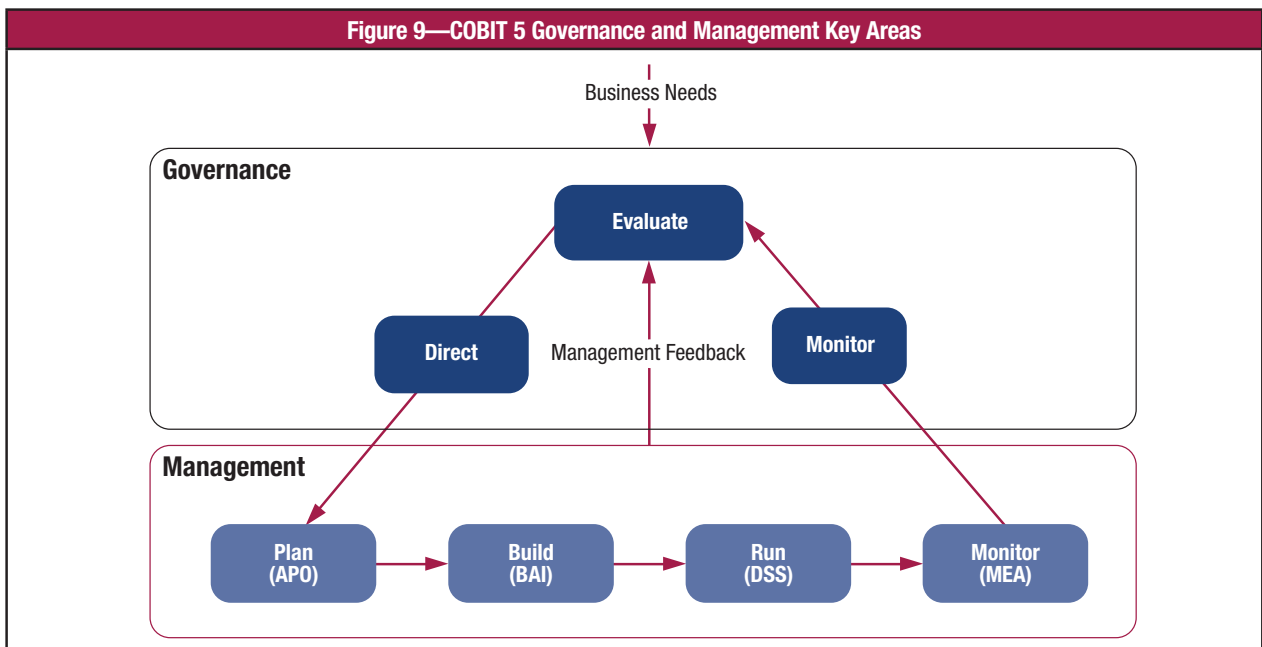 Figure 9—COBIT 5 Governance and Management Key Areas
Business Needs
Governance
Evaluate
Direct
Management Feedback
Monitor
Management
Plan
(APO)
Build
(BAI)
Run
(DSS)
Monitor
(MEA)